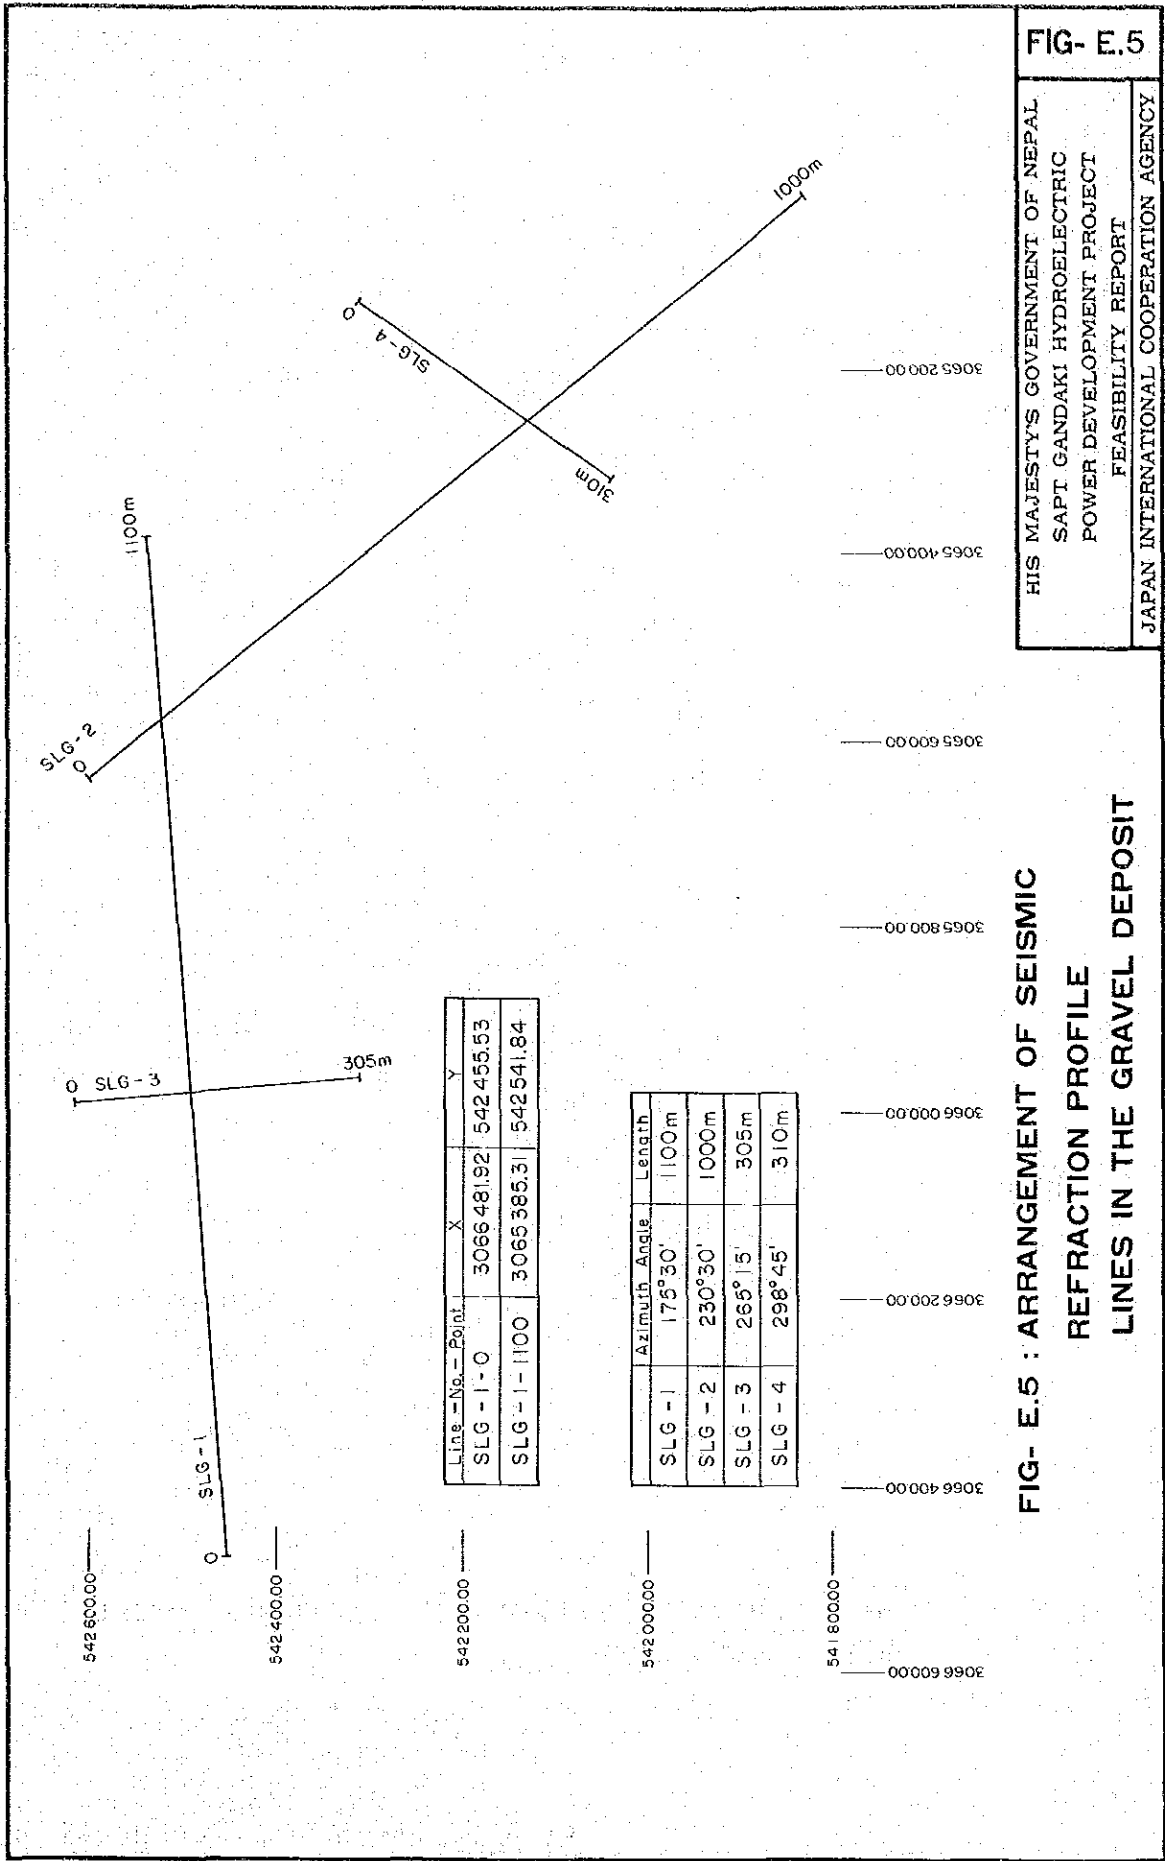 SLG-2
0
1100m
0
SLG-4
310m
1000m
0 SLG-3
305m
SLG-1
0
542 600.00
542 400.00
542 200.00
542 000.00
541 800.00
Line-No.-Point X Y
SLG-1-0 3066 481.92 542 455.53
SLG-1-1100 3065 385.31 542 541.84
Azimuth Angle Length
SLG-1 175°30' 1100m
SLG-2 230°30' 1000m
SLG-3 265°15' 305m
SLG-4 298°45' 310m
3066 600.00
3066 400.00
3066 200.00
3066 000.00
3065 800.00
3065 600.00
3065 400.00
3065 200.00
FIG- E.5 : ARRANGEMENT OF SEISMIC
REFRACTION PROFILE
LINES IN THE GRAVEL DEPOSIT
HIS MAJESTY'S GOVERNMENT OF NEPAL
SAPT GANDAKI HYDROELECTRIC
POWER DEVELOPMENT PROJECT
FEASIBILITY REPORT
JAPAN INTERNATIONAL COOPERATION AGENCY
FIG- E.5